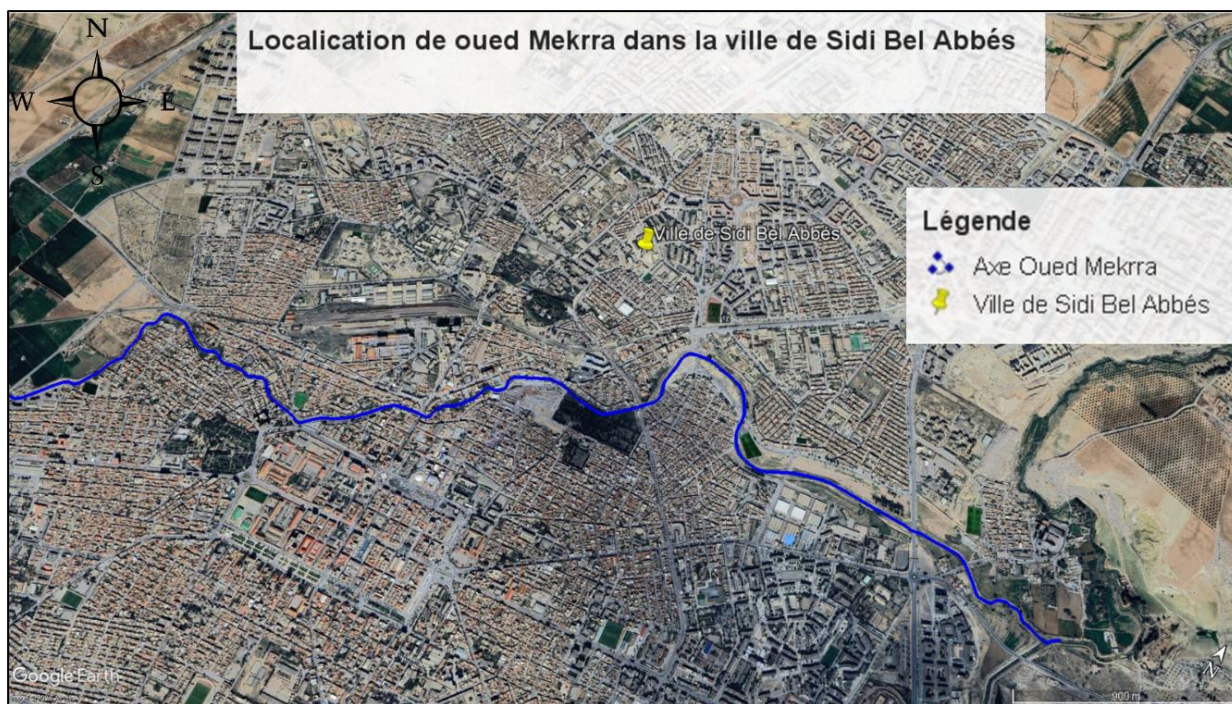 Localication de oued Mekrra dans la ville de Sidi Bel Abbés
N
W E
S
Ville de Sidi Bel Abbés
Légende
Axe Oued Mekrra
Ville de Sidi Bel Abbés
Google Earth
N
900 m